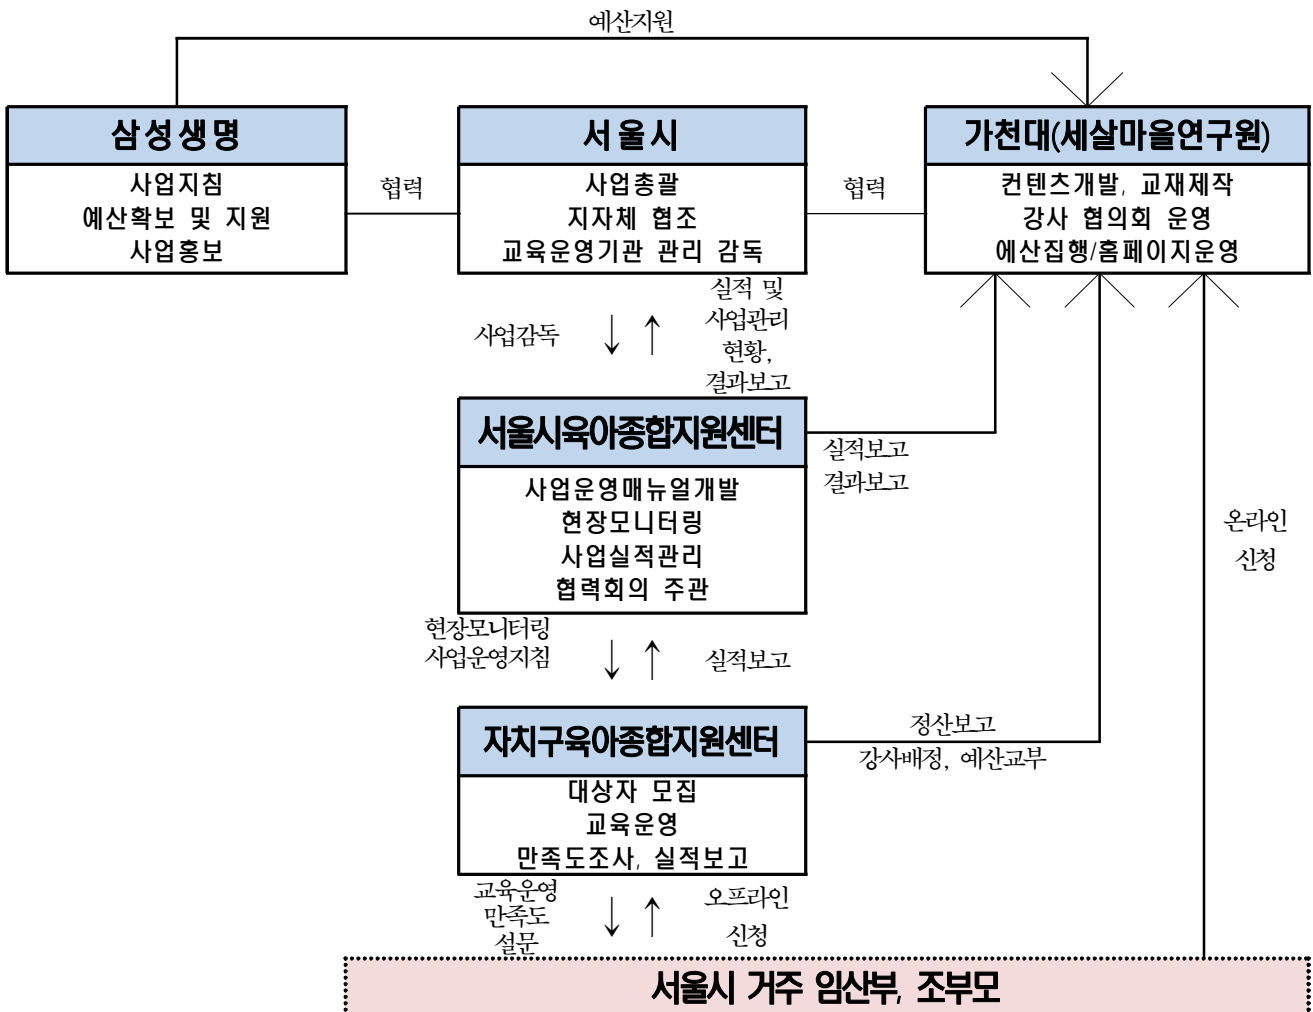 예산지원
삼성생명
사업지침
예산확보 및 지원
사업홍보
협력
서울시
사업총괄
지자체 협조
교육운영기관 관리 감독
협력
가천대(세살마을연구원)
컨텐츠개발, 교재제작
강사 협의회 운영
에산집행/홈페이지운영
사업감독
실적 및
사업관리
현황,
결과보고
서울시육아종합지원센터
사업운영매뉴얼개발
현장모니터링
사업실적관리
협력회의 주관
실적보고
결과보고
온라인
신청
현장모니터링
사업운영지침
실적보고
자치구육아종합지원센터
대상자 모집
교육운영
만족도조사, 실적보고
정산보고
강사배정, 예산교부
교육운영
만족도
설문
오프라인
신청
서울시 거주 임산부, 조부모